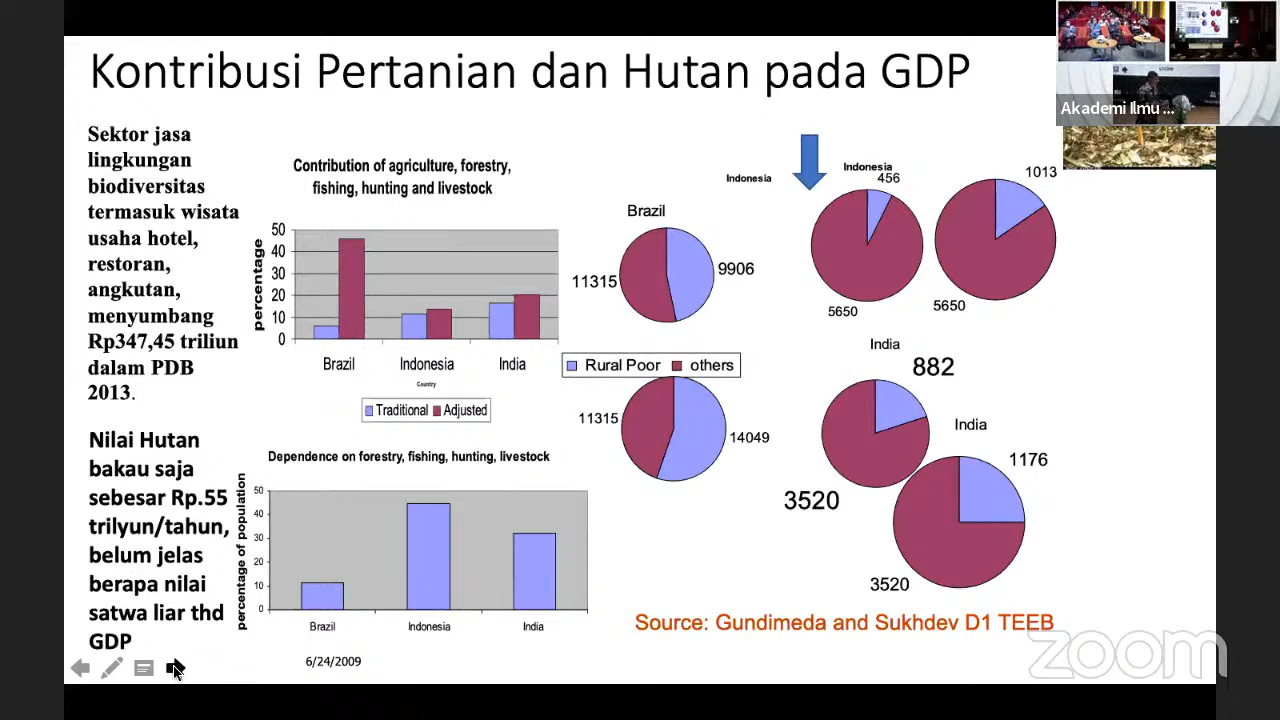 Kontribusi Pertanian dan Hutan pada GDP
Akademi Ilmu ...
Sektor jasa
lingkungan
biodiversitas
termasuk wisata
usaha hotel,
restoran,
angkutan,
menyumbang
Rp347,45 triliun
dalam PDB
2013.
Nilai Hutan
bakau saja
sebesar Rp.55
trilyun/tahun,
belum jelas
berapa nilai
satwa liar thd
GDP
Contribution of agriculture, forestry,
fishing, hunting and livestock
percentage
50
40
30
20
10
0
Brazil Indonesia India
Country
Traditional Adjusted
Dependence on forestry, fishing, hunting, livestock
percentage of population
50
40
30
20
10
0
Brazil Indonesia India
6/24/2009
Brazil
11315
9906
Rural Poor others
11315
14049
Indonesia
Indonesia
456
5650
1013
5650
India
882
3520
India
1176
3520
Source: Gundimeda and Sukhdev D1 TEEB
zoom